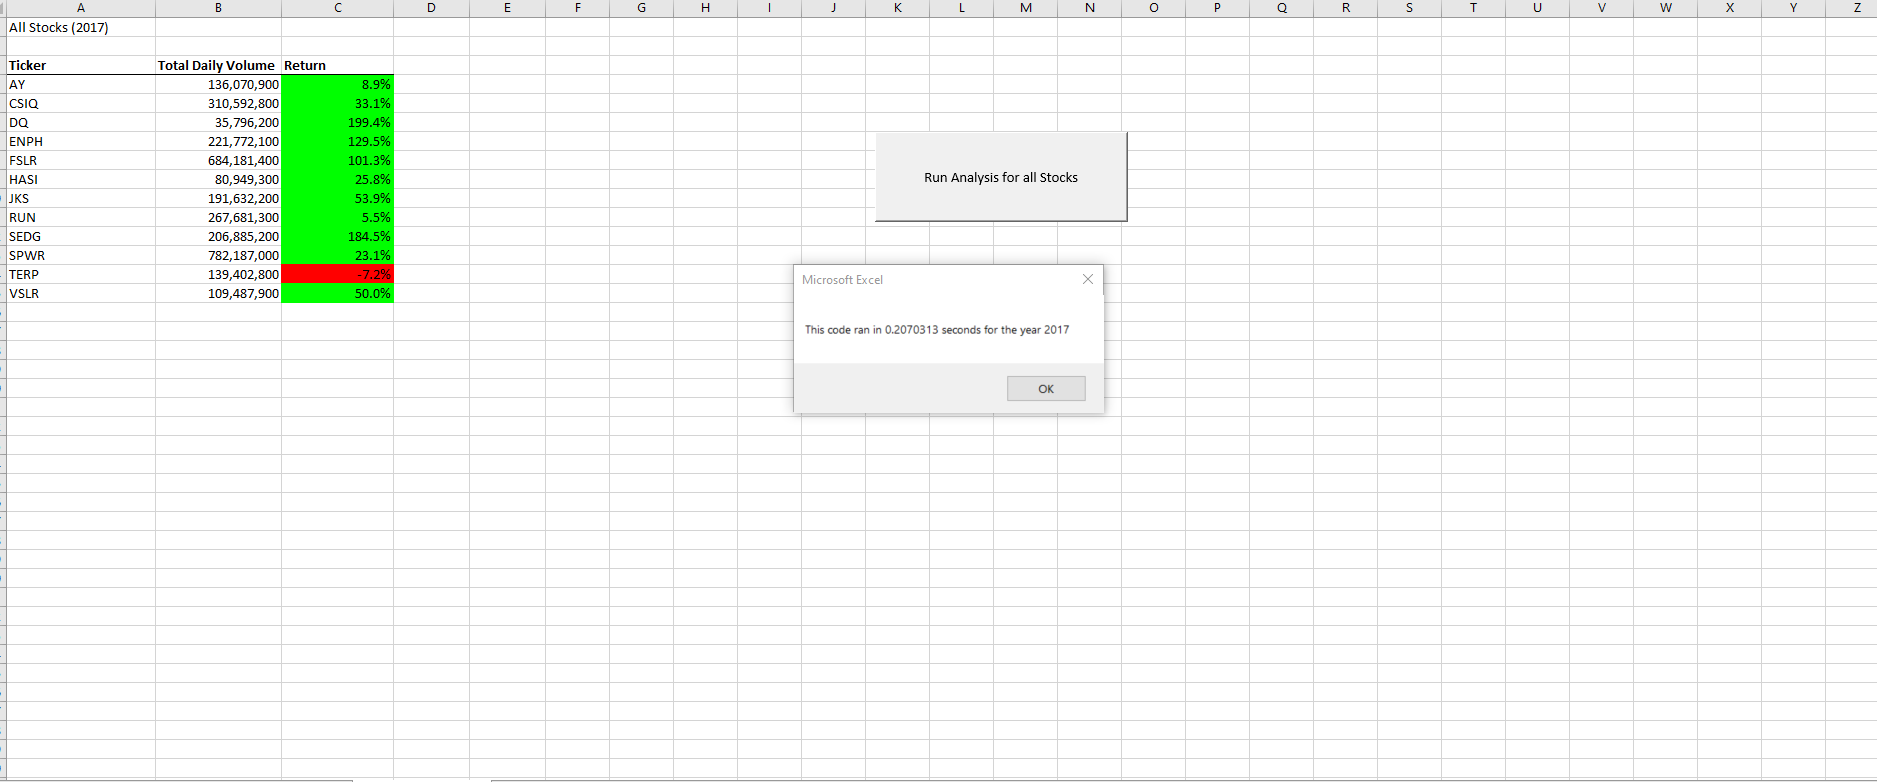 A B C D E F G H I J K L M N O P Q R S T U V W X Y Z
All Stocks (2017)
Ticker Total Daily Volume Return
AY 136,070,900 8.9%
CSIQ 310,592,800 33.1%
DQ 35,796,200 199.4%
ENPH 221,772,100 129.5%
FSLR 684,181,400 101.3%
HASI 80,949,300 25.8%
JKS 191,632,200 53.9%
RUN 267,681,300 5.5%
SEDG 206,885,200 184.5%
SPWR 782,187,000 23.1%
TERP 139,402,800 -7.2%
VSLR 109,487,900 50.0%
Run Analysis for all Stocks
Microsoft Excel
This code ran in 0.2070313 seconds for the year 2017
OK